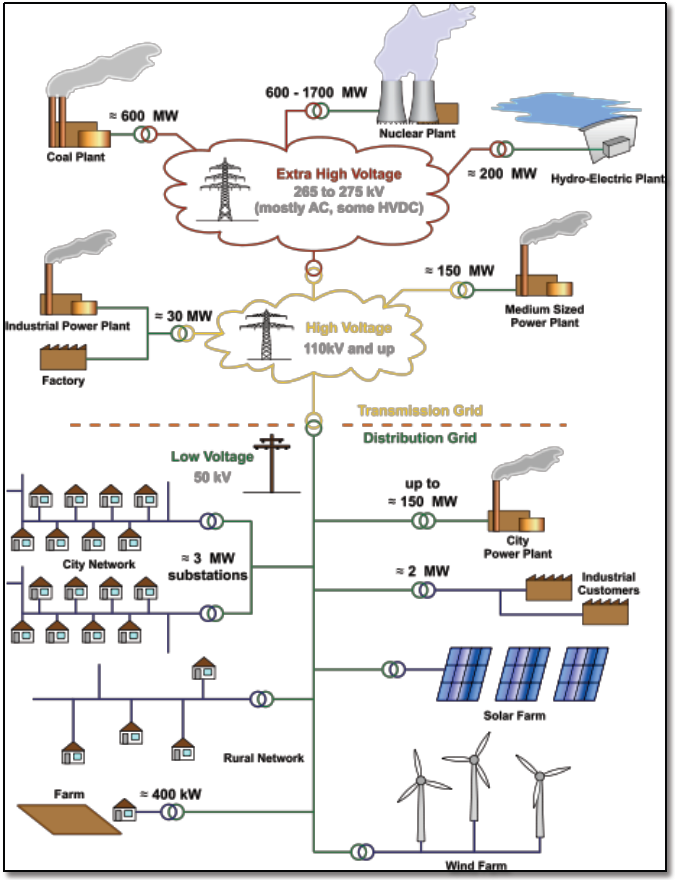 600 - 1700 MW
≈ 600 MW
Nuclear Plant
Coal Plant
Extra High Voltage
265 to 275 kV
(mostly AC, some HVDC)
≈ 200 MW
Hydro-Electric Plant
≈ 150 MW
Medium Sized
Power Plant
Industrial Power Plant
≈ 30 MW
High Voltage
110kV and up
Factory
Transmission Grid
Distribution Grid
Low Voltage
50 kV
up to
≈ 150 MW
City
Power Plant
City Network
≈ 3 MW
substations
≈ 2 MW
Industrial
Customers
Solar Farm
Rural Network
Farm
≈ 400 kW
Wind Farm